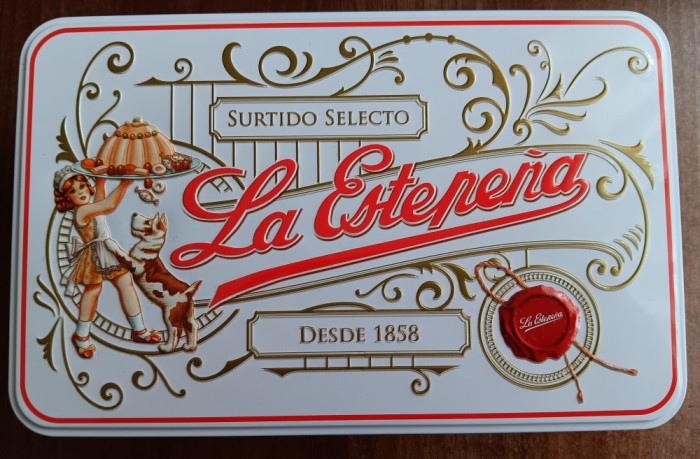 SURTIDO SELECTO
La Estepeña
DESDE 1858
La Estepeña